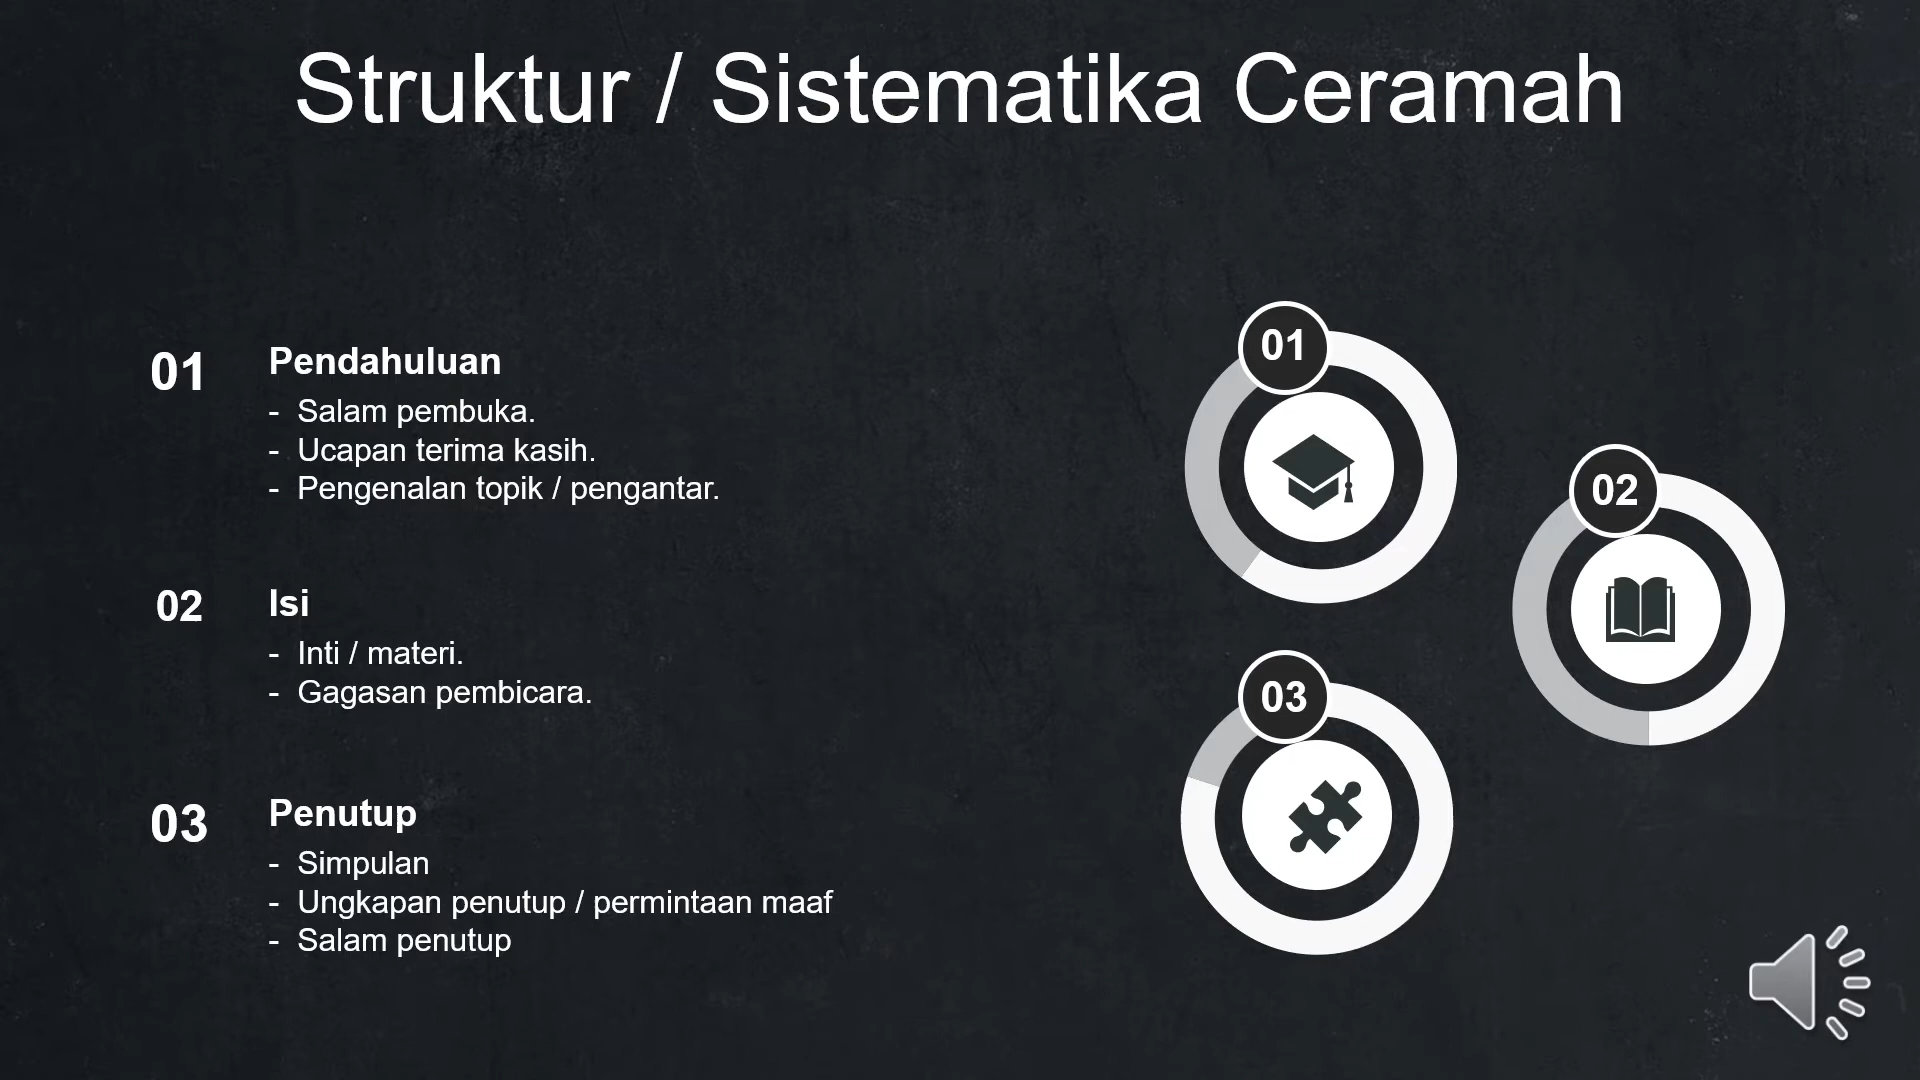 Struktur / Sistematika Ceramah
01
Pendahuluan
- Salam pembuka.
- Ucapan terima kasih.
- Pengenalan topik / pengantar.
02
Isi
- Inti / materi.
- Gagasan pembicara.
03
Penutup
- Simpulan
- Ungkapan penutup / permintaan maaf
- Salam penutup
01
02
03